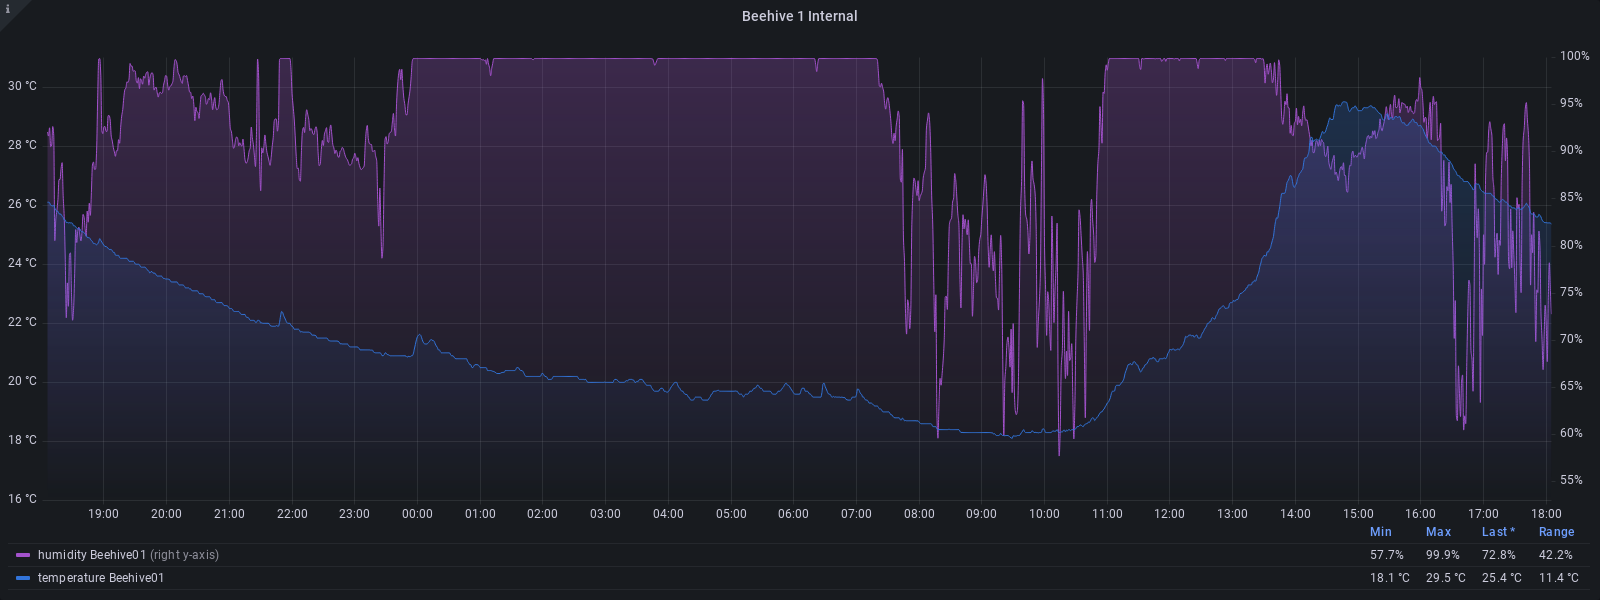 i
Beehive 1 Internal
30 °C
28 °C
26 °C
24 °C
22 °C
20 °C
18 °C
16 °C
100%
95%
90%
85%
80%
75%
70%
65%
60%
55%
19:00 20:00 21:00 22:00 23:00 00:00 01:00 02:00 03:00 04:00 05:00 06:00 07:00 08:00 09:00 10:00 11:00 12:00 13:00 14:00 15:00 16:00 17:00 18:00
Min Max Last * Range
humidity Beehive01 (right y-axis) 57.7% 99.9% 72.8% 42.2%
temperature Beehive01 18.1 °C 29.5 °C 25.4 °C 11.4 °C